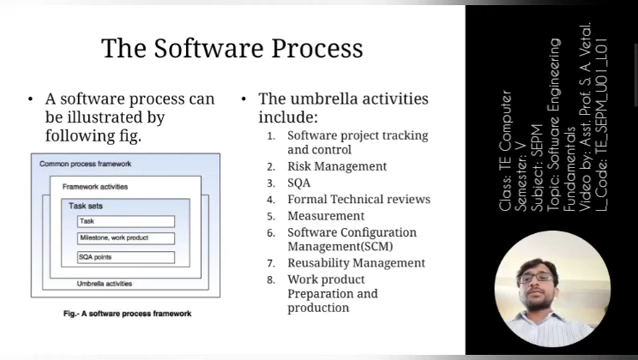 The Software Process
• A software process can
be illustrated by
following fig.
Common process framework
Framework activities
Task sets
Task
Milestone, work product
SQA points
Umbrella activities
Fig.- A software process framework
• The umbrella activities
include:
1. Software project tracking
and control
2. Risk Management
3. SQA
4. Formal Technical reviews
5. Measurement
6. Software Configuration
Management(SCM)
7. Reusability Management
8. Work product
Preparation and
production
Class: TE Computer
Semester: V
Subject: SEPM
Topic: Software Engineering
Fundamentals
Video by: Asst. Prof. S. A. Vetal.
L_Code: TE_SEPM_U01_L01